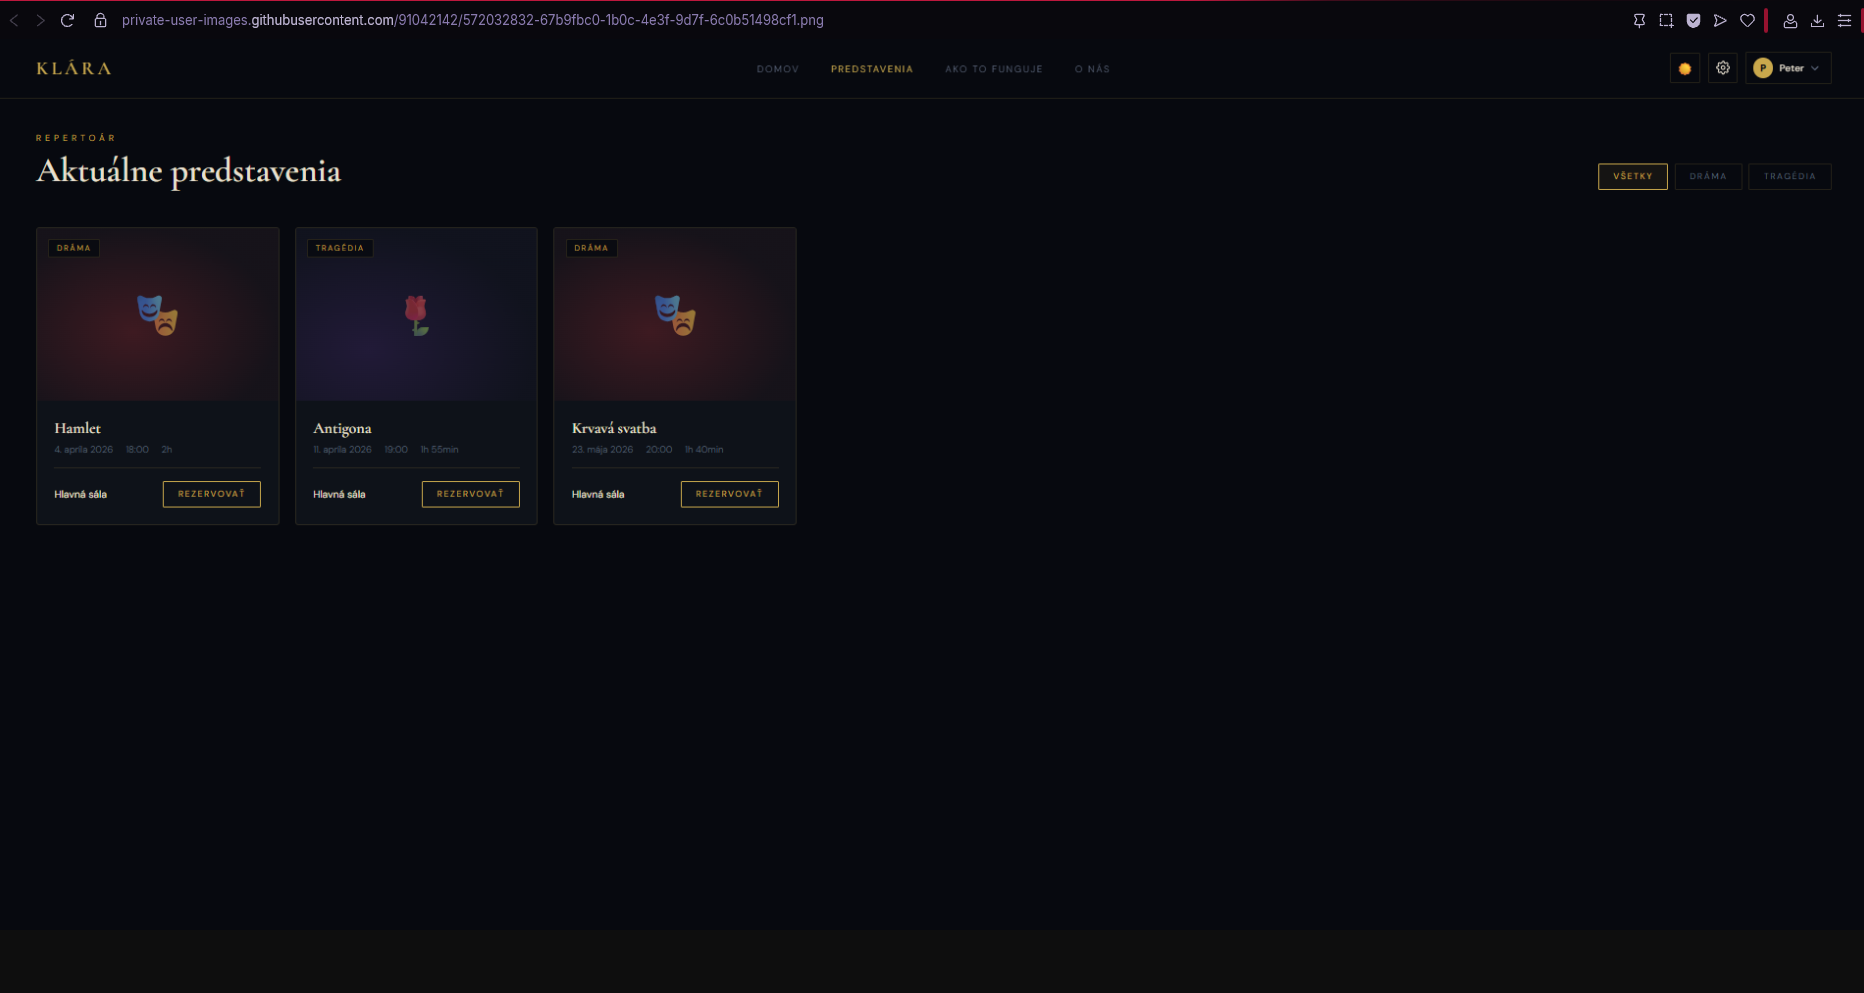 private-user-images.githubusercontent.com/91042142/572032832-67b9fbc0-1b0c-4e3f-9d7f-6c0b51498cf1.png
KLÁRA
DOMOV PREDSTAVENIA AKO TO FUNGUJE O NÁS
P Peter
REPERTOÁR
Aktuálne predstavenia
VŠETKY DRÁMA TRAGÉDIA
DRÁMA
Hamlet
4. apríla 2026 18:00 2h
Hlavná sála REZERVOVAŤ
TRAGÉDIA
Antigona
11. apríla 2026 19:00 1h 55min
Hlavná sála REZERVOVAŤ
DRÁMA
Krvavá svatba
23. mája 2026 20:00 1h 40min
Hlavná sála REZERVOVAŤ